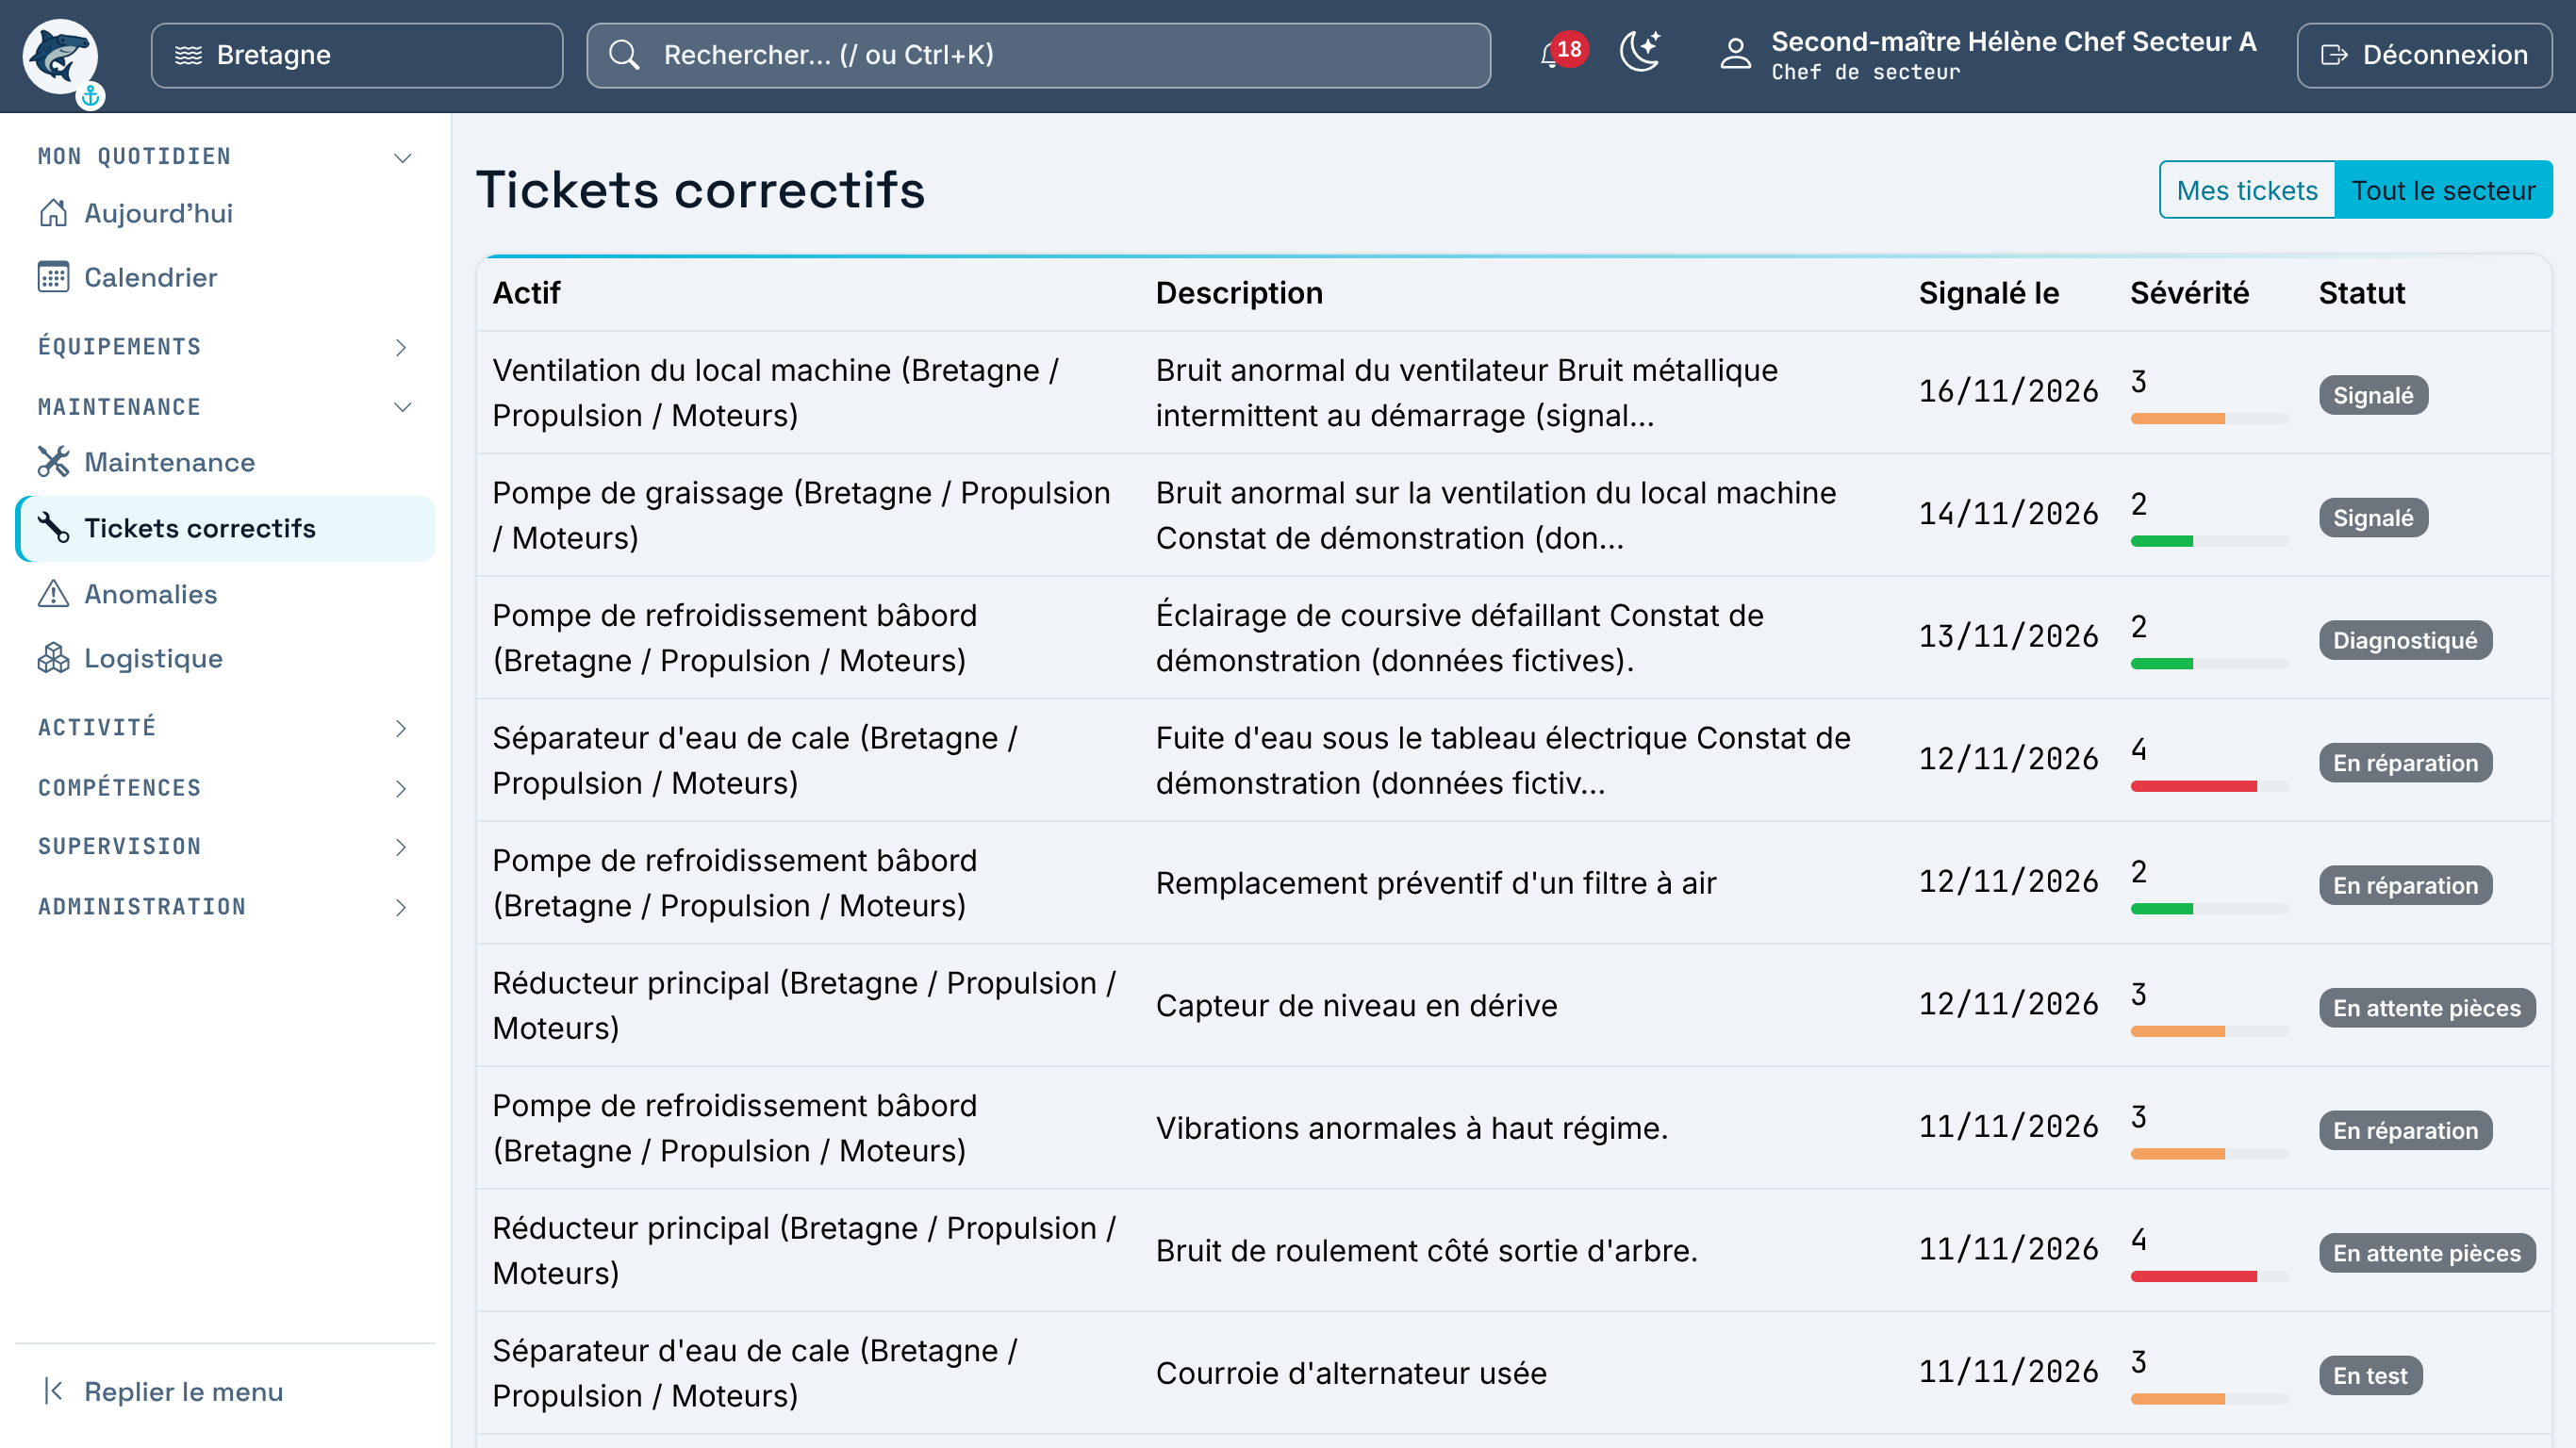 Bretagne
Rechercher... (/ ou Ctrl+K)
18
Second-maître Hélène Chef Secteur A
Chef de secteur
Déconnexion
MON QUOTIDIEN
Aujourd'hui
Calendrier
ÉQUIPEMENTS
MAINTENANCE
Maintenance
Tickets correctifs
Anomalies
Logistique
ACTIVITÉ
COMPÉTENCES
SUPERVISION
ADMINISTRATION
Replier le menu
Tickets correctifs
Mes tickets
Tout le secteur
Actif Description Signalé le Sévérité Statut
Ventilation du local machine (Bretagne /
Propulsion / Moteurs)
Bruit anormal du ventilateur Bruit métallique
intermittent au démarrage (signal...
16/11/2026
3
Signalé
Pompe de graissage (Bretagne / Propulsion
/ Moteurs)
Bruit anormal sur la ventilation du local machine
Constat de démonstration (don...
14/11/2026
2
Signalé
Pompe de refroidissement bâbord
(Bretagne / Propulsion / Moteurs)
Éclairage de coursive défaillant Constat de
démonstration (données fictives).
13/11/2026
2
Diagnostiqué
Séparateur d'eau de cale (Bretagne /
Propulsion / Moteurs)
Fuite d'eau sous le tableau électrique Constat de
démonstration (données fictiv...
12/11/2026
4
En réparation
Pompe de refroidissement bâbord
(Bretagne / Propulsion / Moteurs)
Remplacement préventif d'un filtre à air
12/11/2026
2
En réparation
Réducteur principal (Bretagne / Propulsion /
Moteurs)
Capteur de niveau en dérive
12/11/2026
3
En attente pièces
Pompe de refroidissement bâbord
(Bretagne / Propulsion / Moteurs)
Vibrations anormales à haut régime.
11/11/2026
3
En réparation
Réducteur principal (Bretagne / Propulsion /
Moteurs)
Bruit de roulement côté sortie d'arbre.
11/11/2026
4
En attente pièces
Séparateur d'eau de cale (Bretagne /
Propulsion / Moteurs)
Courroie d'alternateur usée
11/11/2026
3
En test